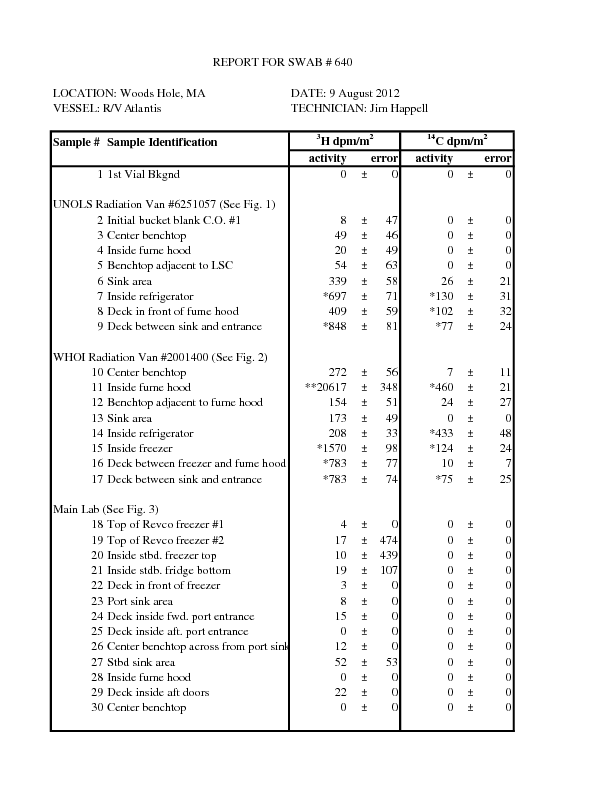 REPORT FOR SWAB # 640
LOCATION: Woods Hole, MA DATE: 9 August 2012
VESSEL: R/V Atlantis TECHNICIAN: Jim Happell
Sample # Sample Identification ³H dpm/m² ¹⁴C dpm/m²
activity error activity error
1 1st Vial Bkgnd 0 ± 0 0 ± 0
UNOLS Radiation Van #6251057 (See Fig. 1)
2 Initial bucket blank C.O. #1 8 ± 47 0 ± 0
3 Center benchtop 49 ± 46 0 ± 0
4 Inside fume hood 20 ± 49 0 ± 0
5 Benchtop adjacent to LSC 54 ± 63 0 ± 0
6 Sink area 339 ± 58 26 ± 21
7 Inside refrigerator *697 ± 71 *130 ± 31
8 Deck in front of fume hood 409 ± 59 *102 ± 32
9 Deck between sink and entrance *848 ± 81 *77 ± 24
WHOI Radiation Van #2001400 (See Fig. 2)
10 Center benchtop 272 ± 56 7 ± 11
11 Inside fume hood **20617 ± 348 *460 ± 21
12 Benchtop adjacent to fume hood 154 ± 51 24 ± 27
13 Sink area 173 ± 49 0 ± 0
14 Inside refrigerator 208 ± 33 *433 ± 48
15 Inside freezer *1570 ± 98 *124 ± 24
16 Deck between freezer and fume hood *783 ± 77 10 ± 7
17 Deck between sink and entrance *783 ± 74 *75 ± 25
Main Lab (See Fig. 3)
18 Top of Revco freezer #1 4 ± 0 0 ± 0
19 Top of Revco freezer #2 17 ± 474 0 ± 0
20 Inside stbd. freezer top 10 ± 439 0 ± 0
21 Inside stdb. fridge bottom 19 ± 107 0 ± 0
22 Deck in front of freezer 3 ± 0 0 ± 0
23 Port sink area 8 ± 0 0 ± 0
24 Deck inside fwd. port entrance 15 ± 0 0 ± 0
25 Deck inside aft. port entrance 0 ± 0 0 ± 0
26 Center benchtop across from port sink 12 ± 0 0 ± 0
27 Stbd sink area 52 ± 53 0 ± 0
28 Inside fume hood 0 ± 0 0 ± 0
29 Deck inside aft doors 22 ± 0 0 ± 0
30 Center benchtop 0 ± 0 0 ± 0